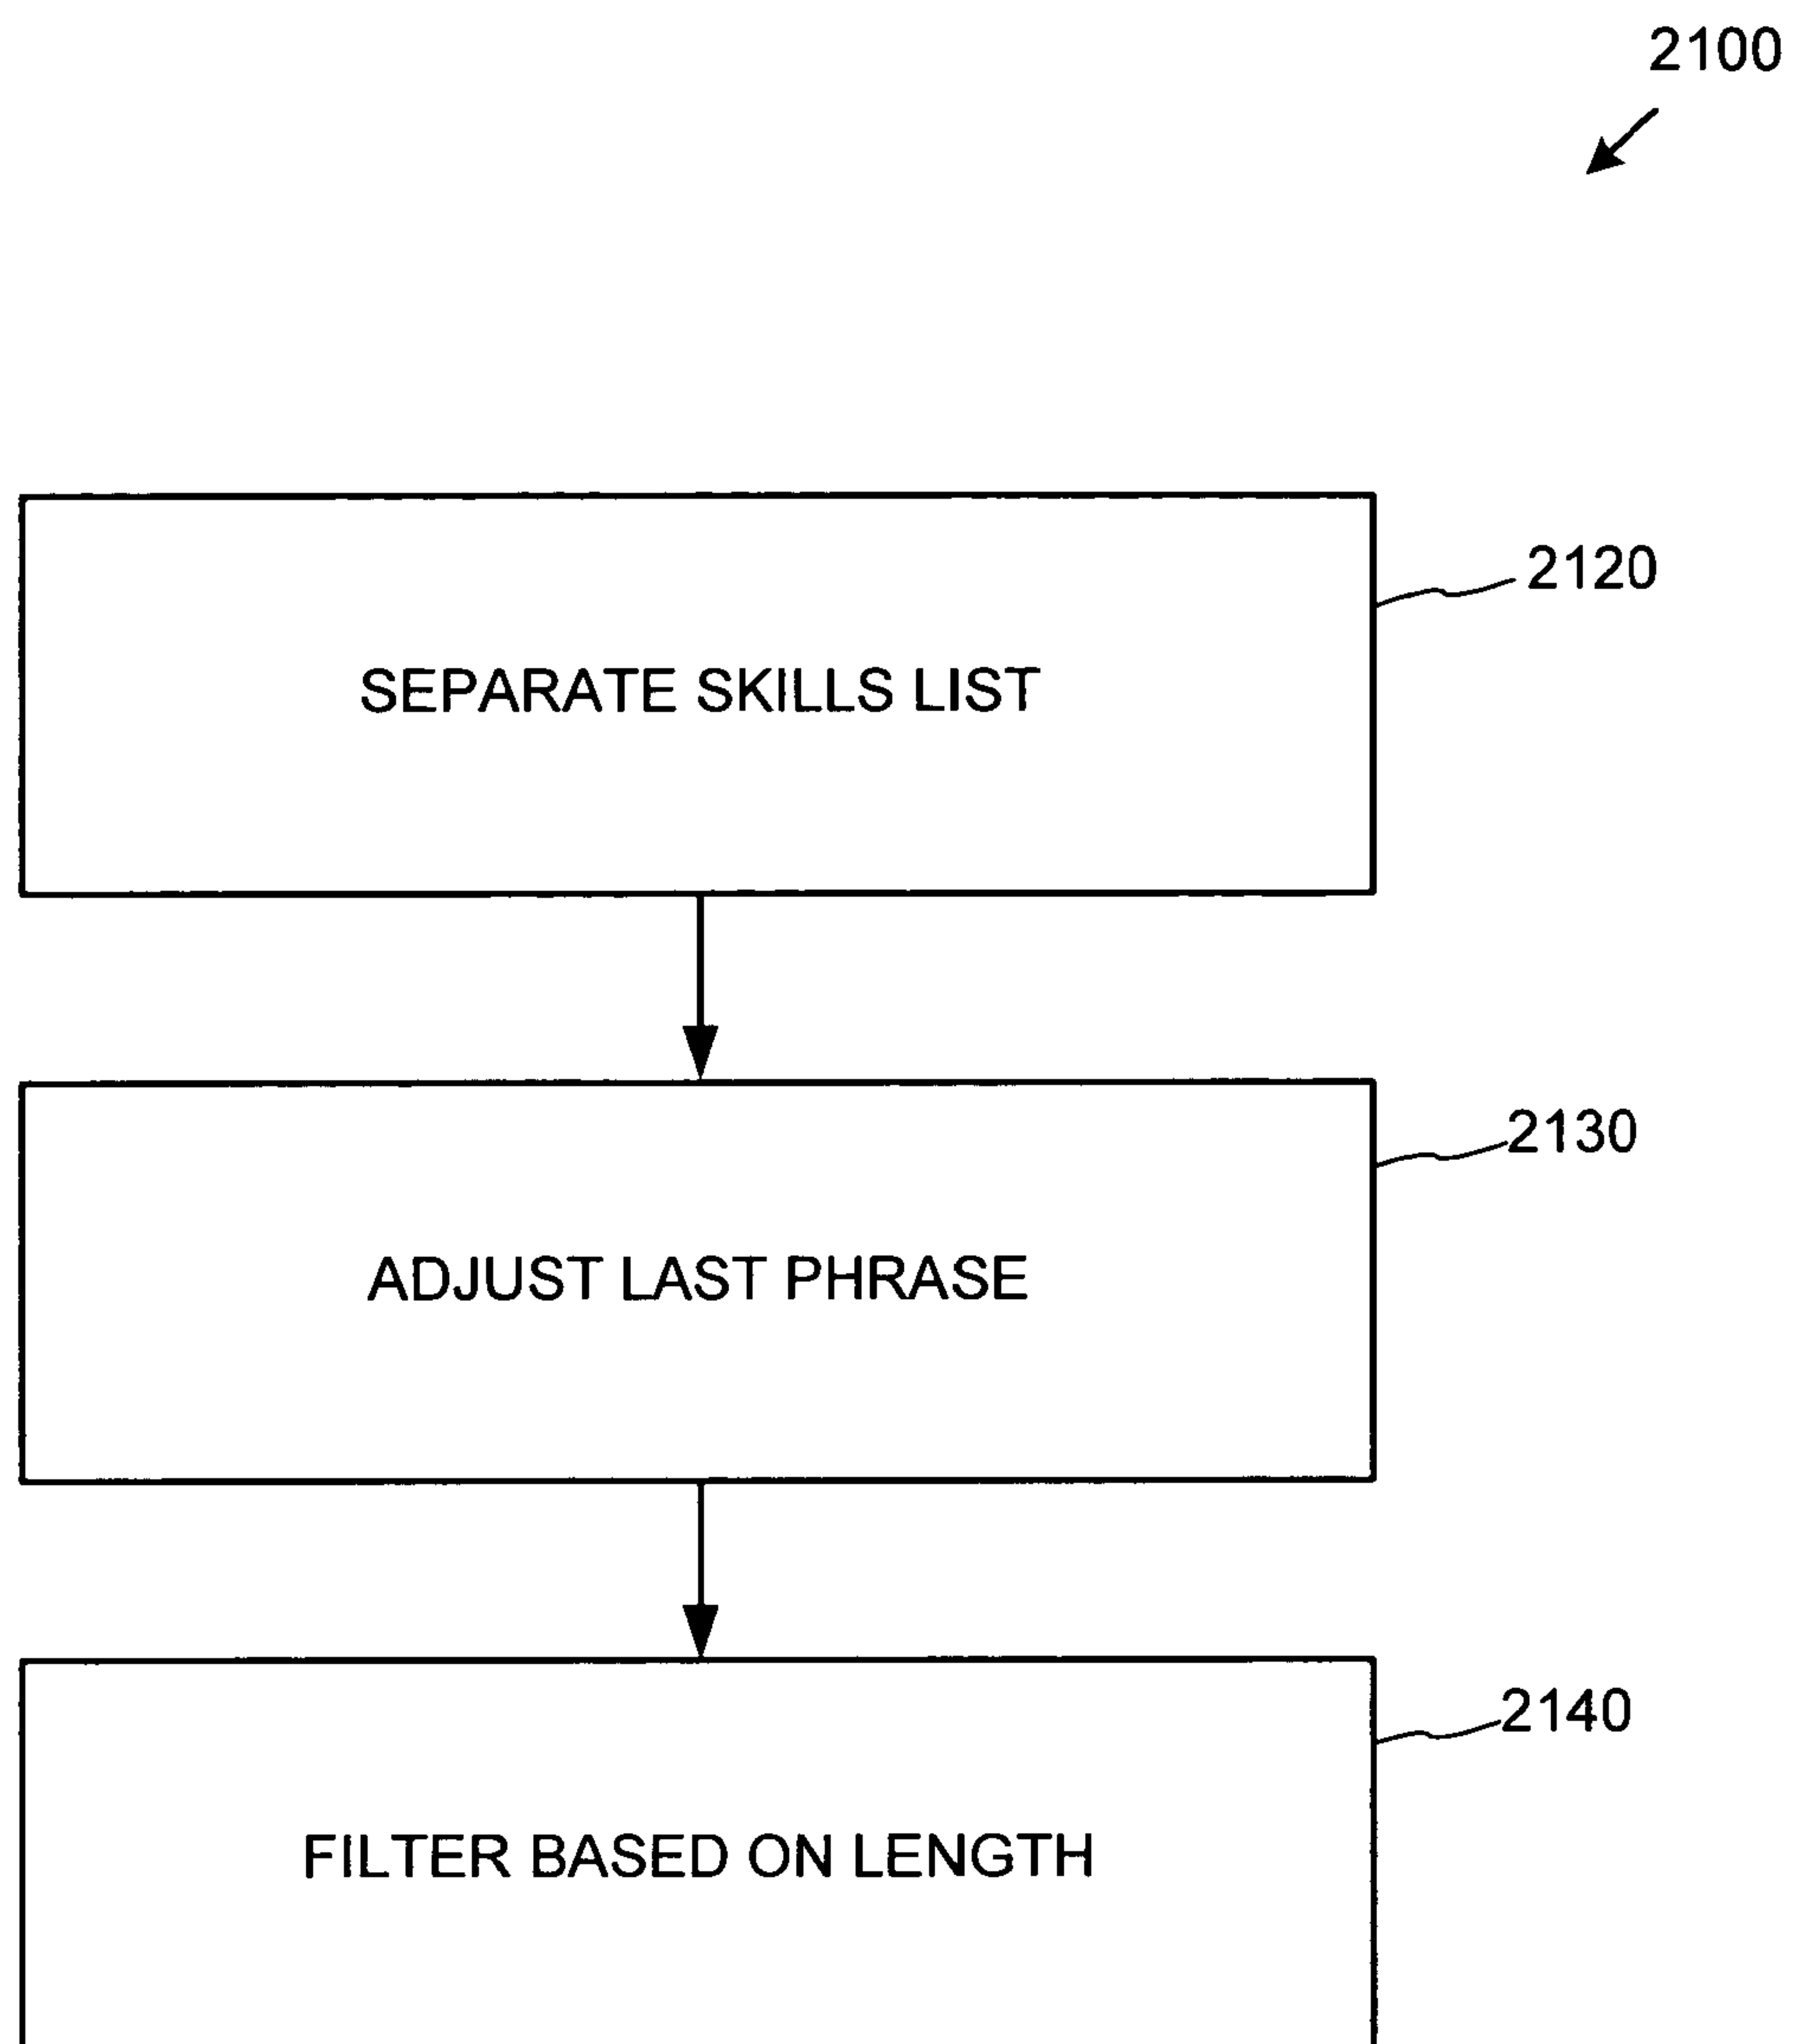 2100
2120
SEPARATE SKILLS LIST
2130
ADJUST LAST PHRASE
2140
FILTER BASED ON LENGTH